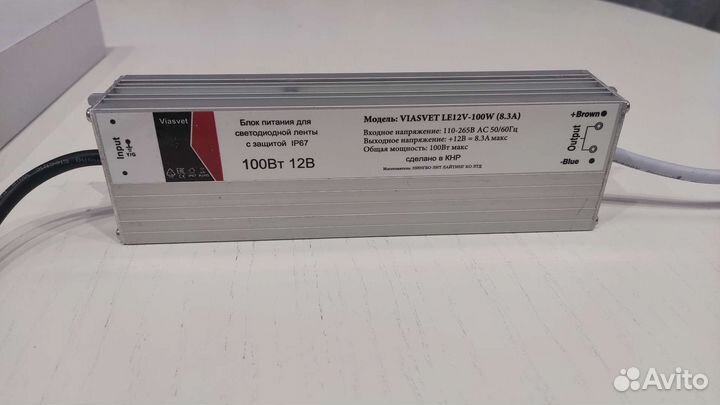 Viasvet
Input
Блок питания для
светодиодной ленты
с защитой IP67
100Вт 12В
Модель: VIASVET LE12V-100W (8.3A)
Входное напряжение: 110-265В AC 50/60Гц
Выходное напряжение: +12В = 8.3А макс
Общая мощность: 100Вт макс
сделано в КНР
+Brown
Output
-Blue
Avito